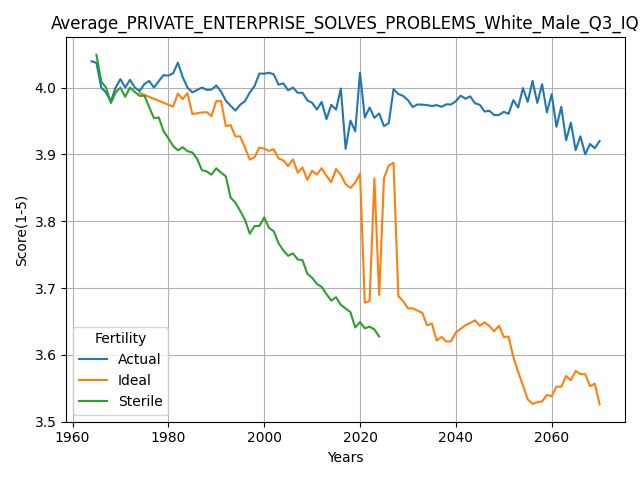 Average_PRIVATE_ENTERPRISE_SOLVES_PROBLEMS_White_Male_Q3_IQ
Score(1-5)
4.0
3.9
3.8
3.7
3.6
3.5
Fertility
Actual
Ideal
Sterile
1960 1980 2000 2020 2040 2060
Years